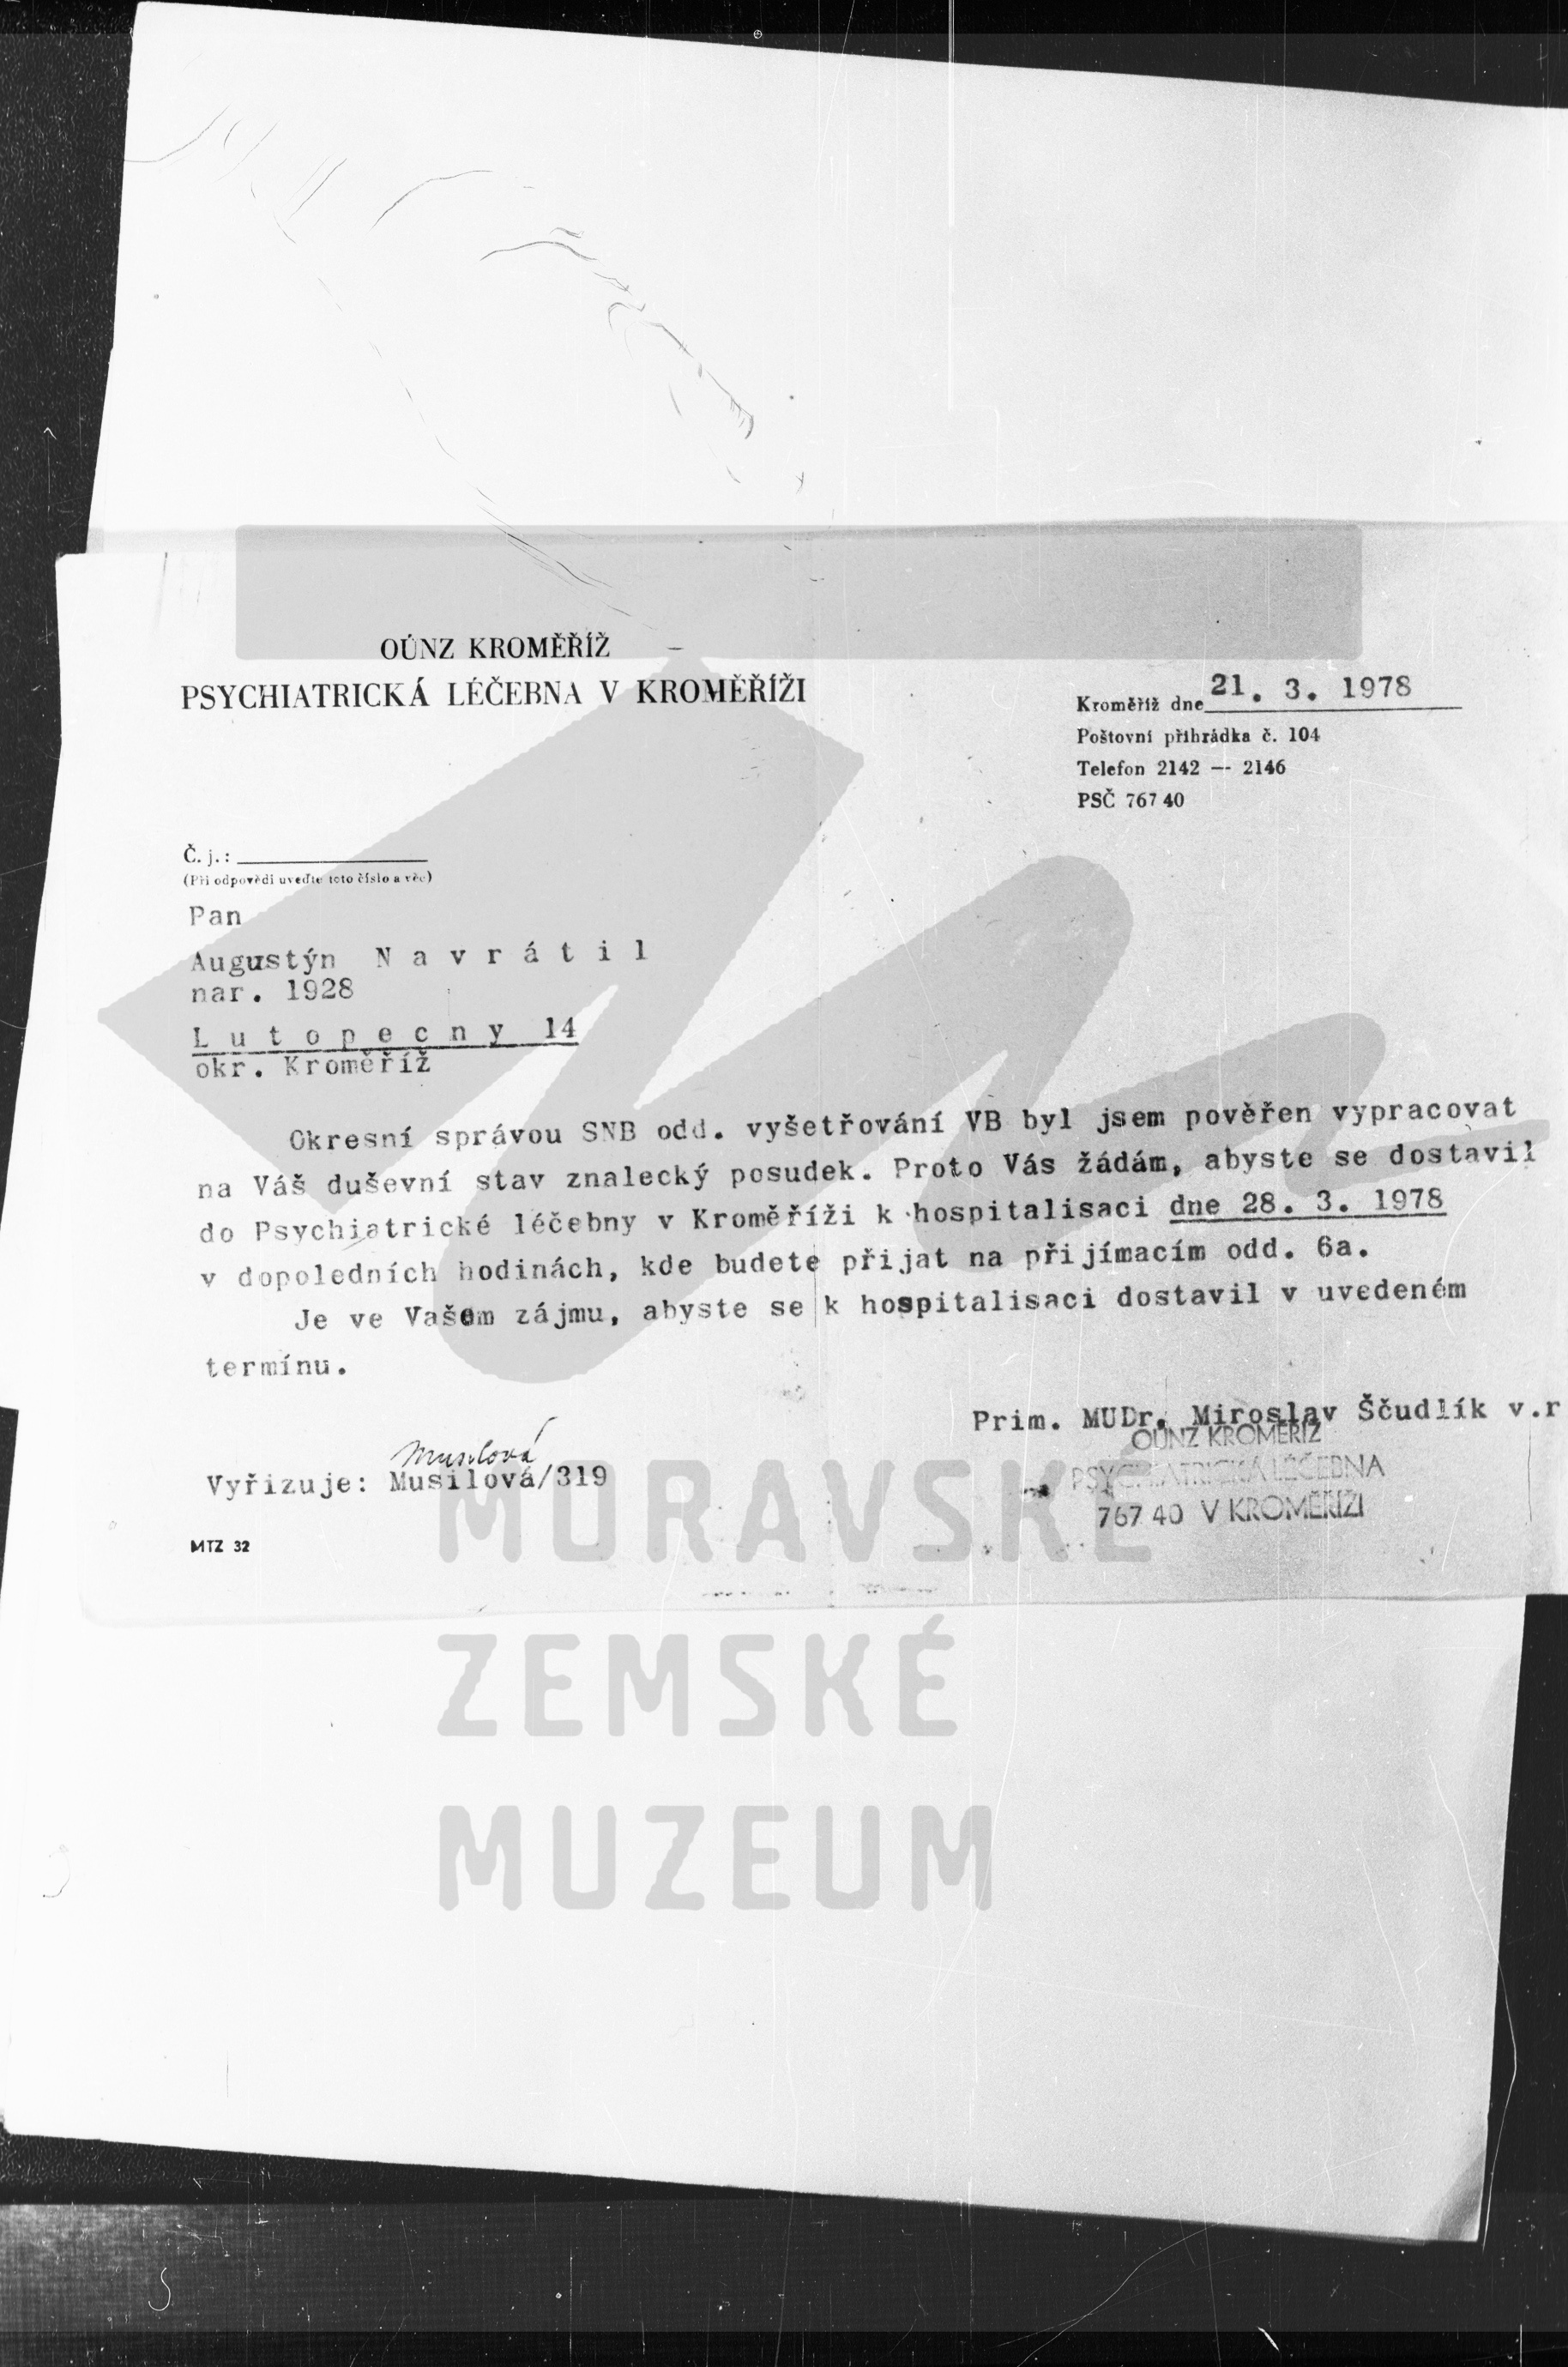 OÚNZ KROMĚŘÍŽ
PSYCHIATRICKÁ LÉČEBNA V KROMĚŘÍŽI
Kroměříž dne 21. 3. 1978
Poštovní přihrádka č. 104
Telefon 2142 — 2146
PSČ 767 40
Č. j.:
(Při odpovědi uveďte toto číslo a věc)
Pan
Augustýn N a v r á t i l
nar. 1928
L u t o p e c n y 14
okr. Kroměříž
Okresní správou SNB odd. vyšetřování VB byl jsem pověřen vypracovat
na Váš duševní stav znalecký posudek. Proto Vás žádám, abyste se dostavil
do Psychiatrické léčebny v Kroměříži k hospitalisaci dne 28. 3. 1978
v dopoledních hodinách, kde budete přijat na přijímacím odd. 6a.
Je ve Vašem zájmu, abyste se k hospitalisaci dostavil v uvedeném
termínu.
Prim. MUDr. Miroslav Ščudlík v.r
OÚNZ KROMĚŘÍŽ
PSYCHIATRICKÁ LÉČEBNA
767 40 V KROMĚŘÍŽI
Musilová
Vyřizuje: Musilová/319
MTZ 32
MORAVSKÉ
ZEMSKÉ
MUZEUM